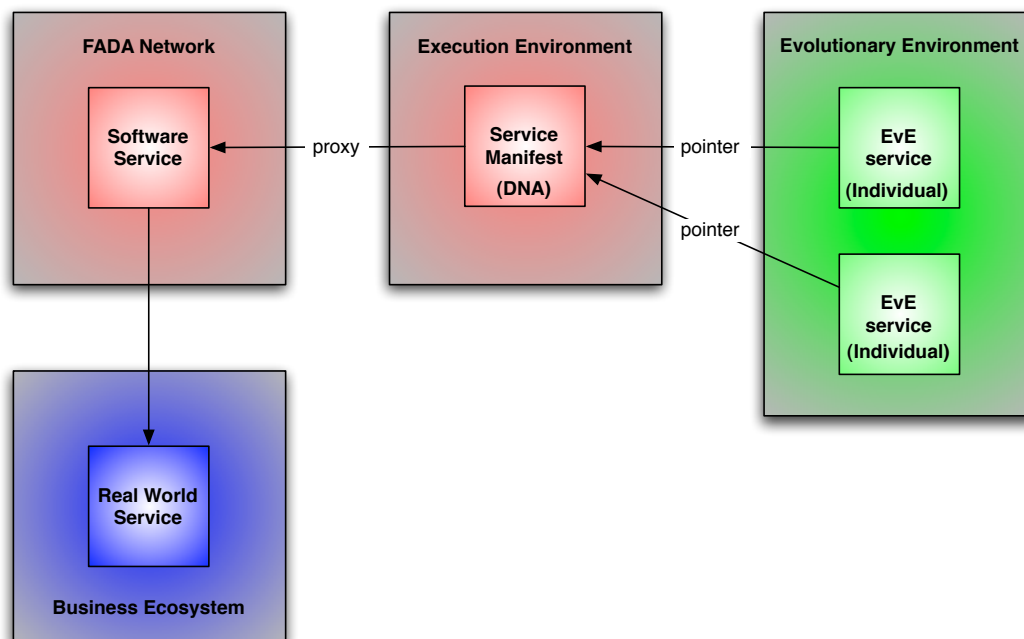 FADA Network
Software
Service
proxy
Execution Environment
Service
Manifest
(DNA)
pointer
pointer
Evolutionary Environment
EvE
service
(Individual)
EvE
service
(Individual)
Real World
Service
Business Ecosystem